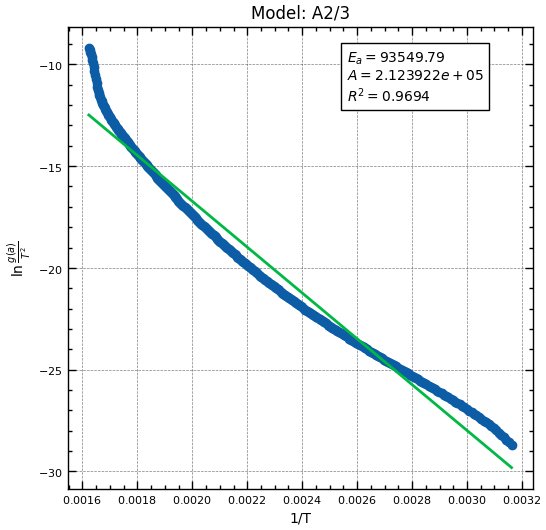 Model: A2/3
E_a = 93549.79
A = 2.123922e + 05
R^2 = 0.9694
ln g(a)/T^2
−10
−15
−20
−25
−30
0.0016 0.0018 0.0020 0.0022 0.0024 0.0026 0.0028 0.0030 0.0032
1/T